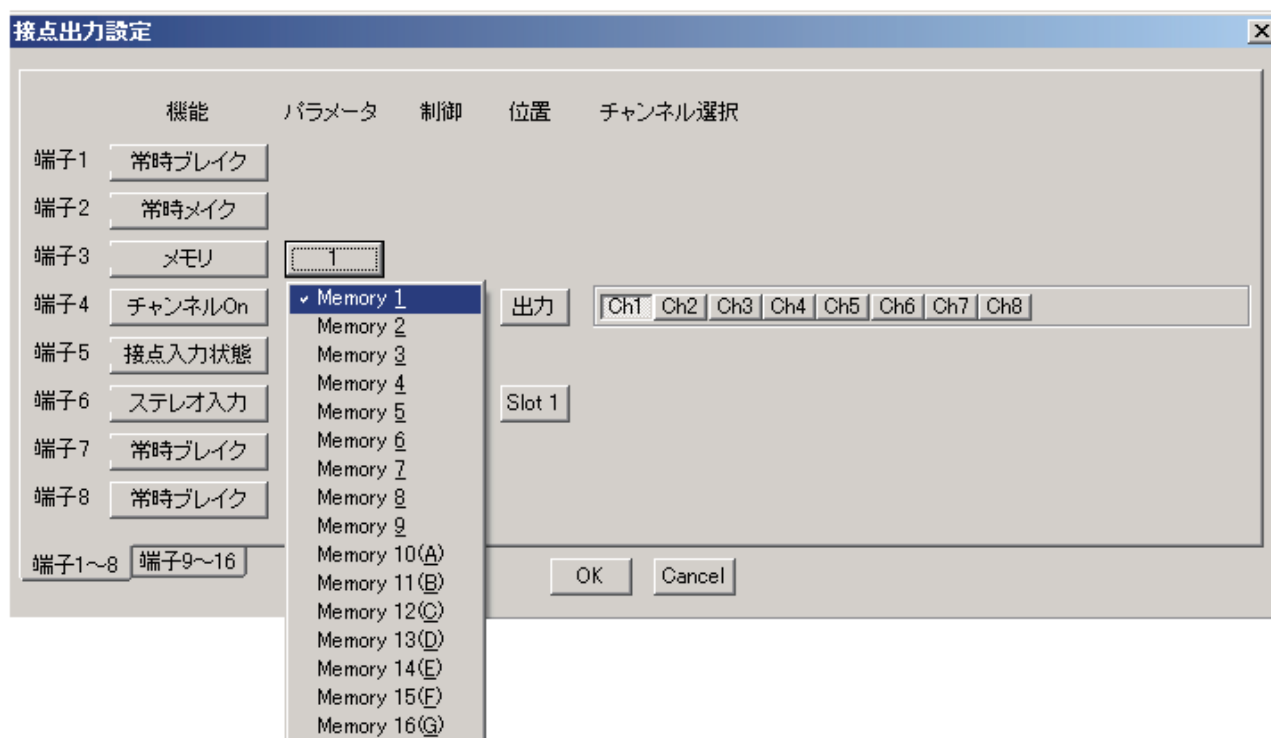 接点出力設定
機能 パラメータ 制御 位置 チャンネル選択
端子1 常時ブレイク
端子2 常時メイク
端子3 メモリ 1
端子4 チャンネルOn 出力 Ch1 Ch2 Ch3 Ch4 Ch5 Ch6 Ch7 Ch8
端子5 接点入力状態
端子6 ステレオ入力 Slot 1
端子7 常時ブレイク
端子8 常時ブレイク
Memory 1
Memory 2
Memory 3
Memory 4
Memory 5
Memory 6
Memory 7
Memory 8
Memory 9
Memory 10(A)
Memory 11(B)
Memory 12(C)
Memory 13(D)
Memory 14(E)
Memory 15(F)
Memory 16(G)
端子1～8 端子9～16
OK Cancel